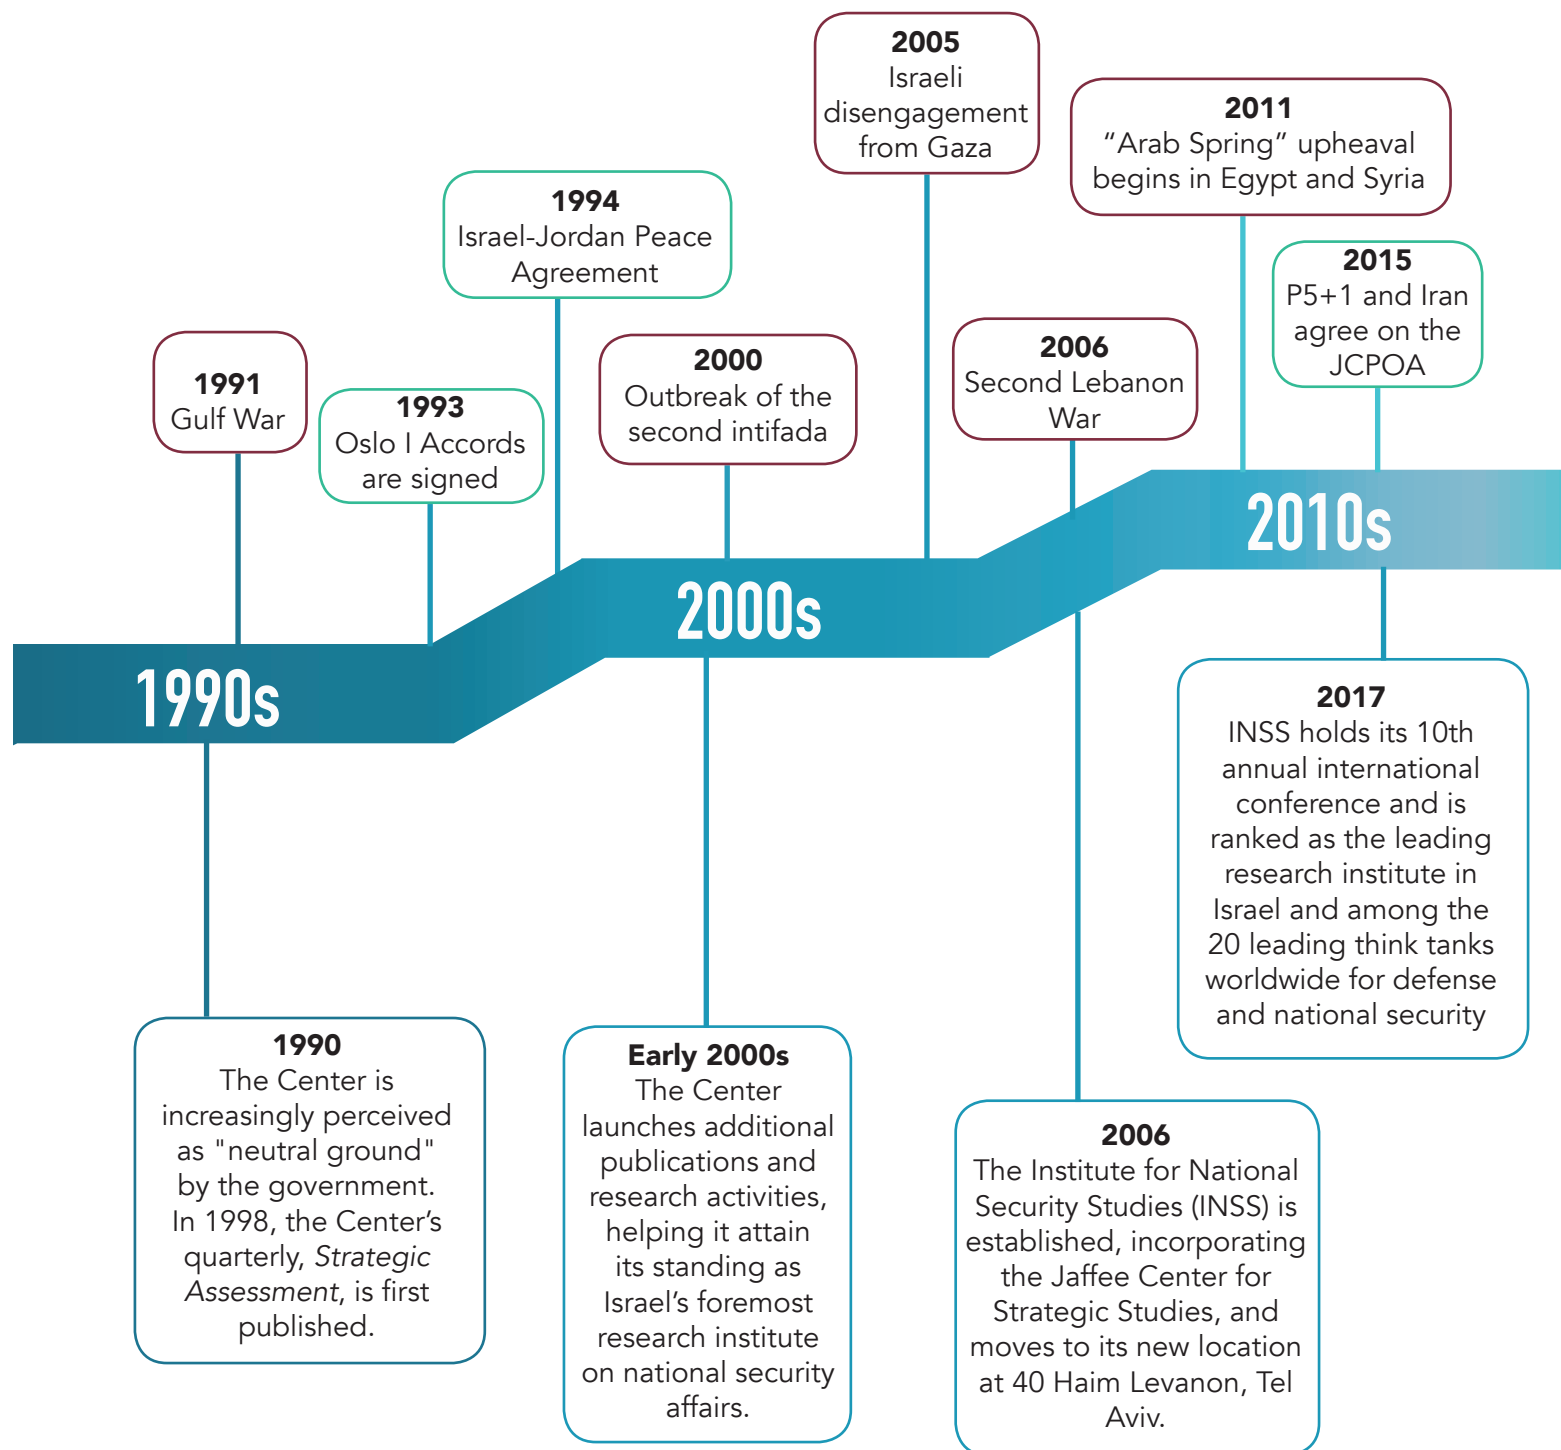 2005
Israeli
disengagement
from Gaza
2011
“Arab Spring” upheaval
begins in Egypt and Syria
1994
Israel-Jordan Peace
Agreement
2015
P5+1 and Iran
agree on the
JCPOA
1991
Gulf War
1993
Oslo I Accords
are signed
2000
Outbreak of the
second intifada
2006
Second Lebanon
War
1990s
2000s
2010s
1990
The Center is
increasingly perceived
as "neutral ground"
by the government.
In 1998, the Center’s
quarterly, Strategic
Assessment, is first
published.
Early 2000s
The Center
launches additional
publications and
research activities,
helping it attain
its standing as
Israel’s foremost
research institute
on national security
affairs.
2006
The Institute for National
Security Studies (INSS) is
established, incorporating
the Jaffee Center for
Strategic Studies, and
moves to its new location
at 40 Haim Levanon, Tel
Aviv.
2017
INSS holds its 10th
annual international
conference and is
ranked as the leading
research institute in
Israel and among the
20 leading think tanks
worldwide for defense
and national security